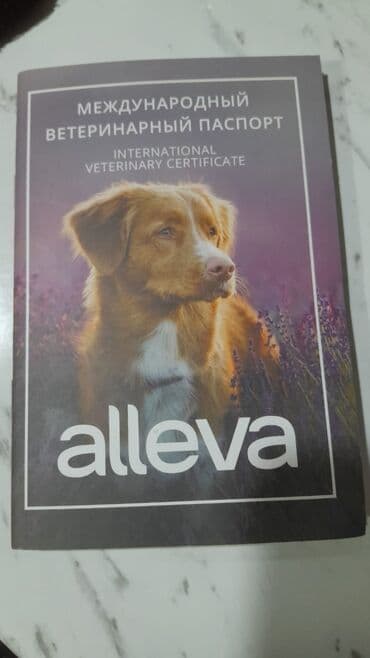 МЕЖДУНАРОДНЫЙ
ВЕТЕРИНАРНЫЙ ПАСПОРТ
INTERNATIONAL
VETERINARY CERTIFICATE
alleva